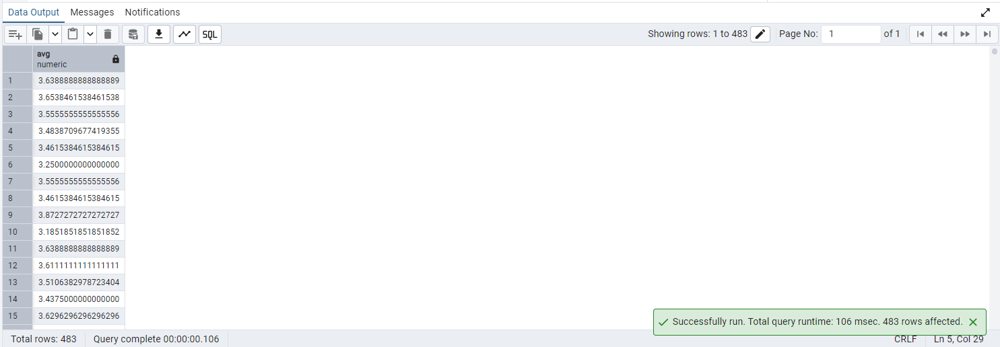 Data Output Messages Notifications
SQL Showing rows: 1 to 483 Page No: 1 of 1
avg
numeric
1 3.6388888888888889
2 3.6538461538461538
3 3.5555555555555556
4 3.4838709677419355
5 3.4615384615384615
6 3.2500000000000000
7 3.5555555555555556
8 3.4615384615384615
9 3.8727272727272727
10 3.1851851851851852
11 3.6388888888888889
12 3.6111111111111111
13 3.5106382978723404
14 3.4375000000000000
15 3.6296296296296296
Successfully run. Total query runtime: 106 msec. 483 rows affected.
Total rows: 483 Query complete 00:00:00.106 CRLF Ln 5, Col 29